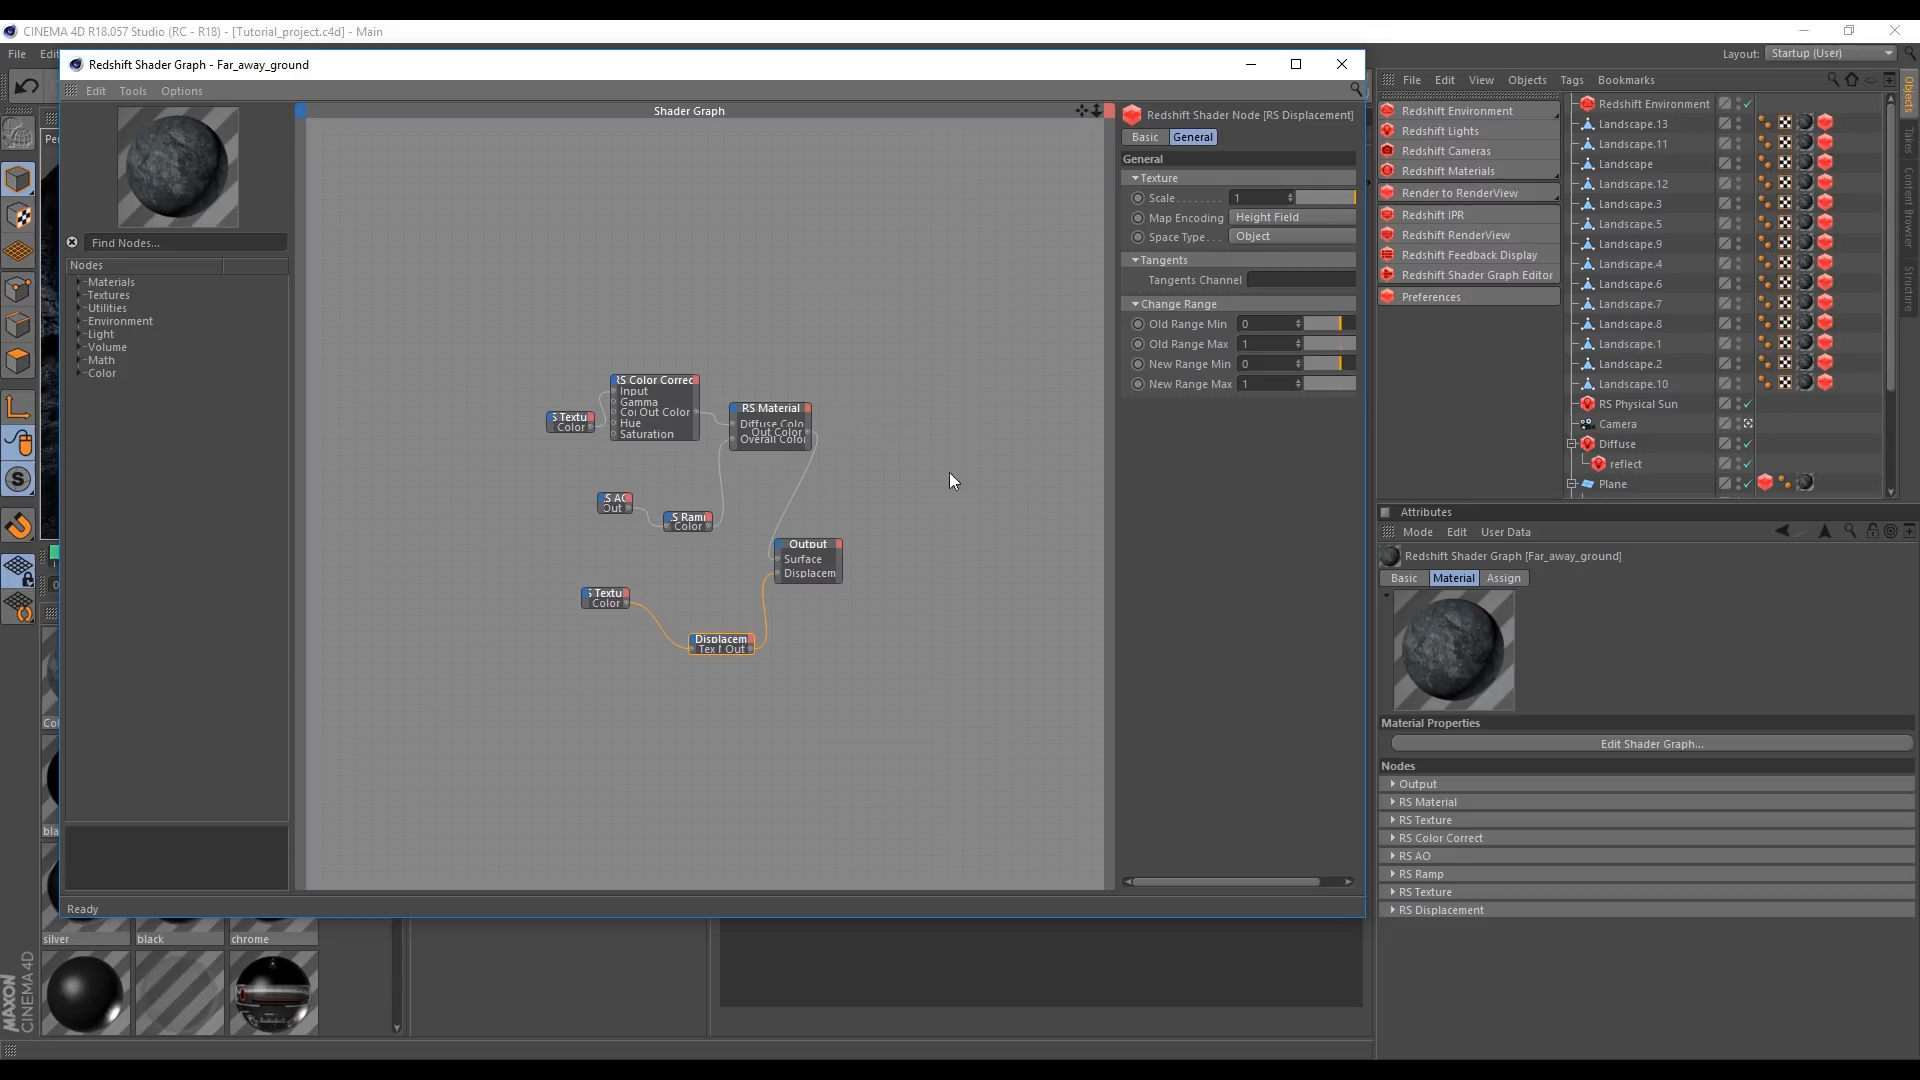 CINEMA 4D R18.057 Studio (RC - R18) - [Tutorial_project.c4d] - Main
File
Layout: Startup (User)
Redshift Shader Graph - Far_away_ground
Edit Tools Options
Find Nodes...
Nodes
Materials
Textures
Utilities
Environment
Light
Volume
Math
Color
Ready
Shader Graph
RS Color Correc
Input
Gamma
Out Color
Hue
Saturation
Color
RS Material
Diffuse Colo
Out Color
Overall Color
Out
Color
Output
Surface
Displacem
Color
Displacem
Tex Out
Redshift Shader Node [RS Displacement]
Basic General
General
Texture
Scale........ 1
Map Encoding Height Field
Space Type... Object
Tangents
Tangents Channel
Change Range
Old Range Min 0
Old Range Max 1
New Range Min 0
New Range Max 1
File Edit View Objects Tags Bookmarks
Redshift Environment
Redshift Lights
Redshift Cameras
Redshift Materials
Render to RenderView
Redshift IPR
Redshift RenderView
Redshift Feedback Display
Redshift Shader Graph Editor
Preferences
Redshift Environment
Landscape.13
Landscape.11
Landscape
Landscape.12
Landscape.3
Landscape.5
Landscape.9
Landscape.4
Landscape.6
Landscape.7
Landscape.8
Landscape.1
Landscape.2
Landscape.10
RS Physical Sun
Camera
Diffuse
reflect
Plane
Objects
Takes
Content Browser
Structure
Attributes
Mode Edit User Data
Redshift Shader Graph [Far_away_ground]
Basic Material Assign
Material Properties
Edit Shader Graph...
Nodes
Output
RS Material
RS Texture
RS Color Correct
RS AO
RS Ramp
RS Texture
RS Displacement
silver black chrome
MAXON
CINEMA 4D